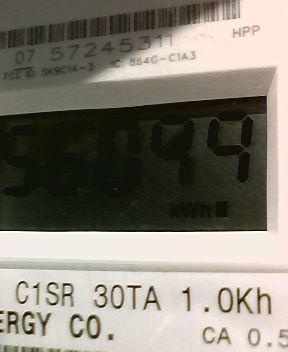 07 57245311
HPP
FCC ID: SK9C1A-3 IC: 864G-C1A3
56044
kWh
C1SR 30TA 1.0Kh
ERGY CO.
CA 0.5